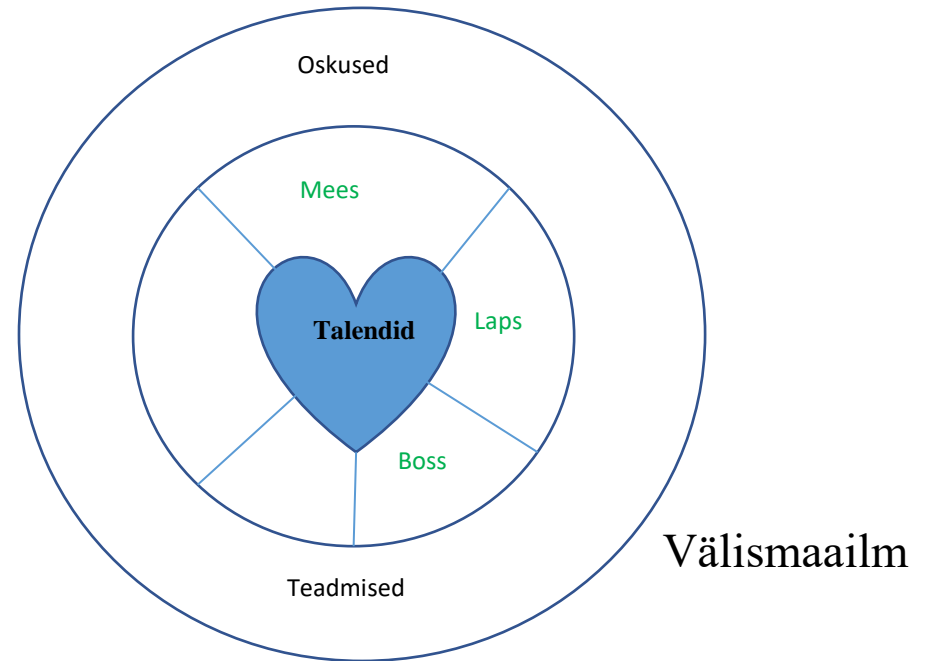 Oskused
Mees
Talendid
Laps
Boss
Välismaailm
Teadmised